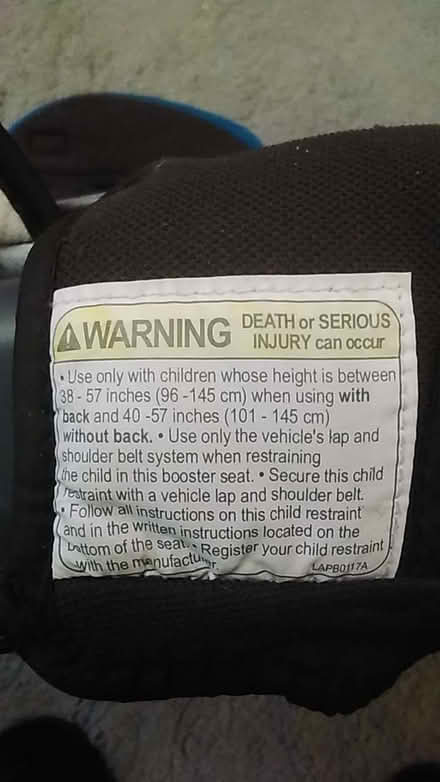 WARNING DEATH or SERIOUS
INJURY can occur
• Use only with children whose height is between
38 - 57 inches (96 -145 cm) when using with
back and 40 -57 inches (101 - 145 cm)
without back. • Use only the vehicle's lap and
shoulder belt system when restraining
the child in this booster seat. • Secure this child
restraint with a vehicle lap and shoulder belt.
• Follow all instructions on this child restraint
and in the written instructions located on the
bottom of the seat. • Register your child restraint
with the manufacturer.
LAPB0117A